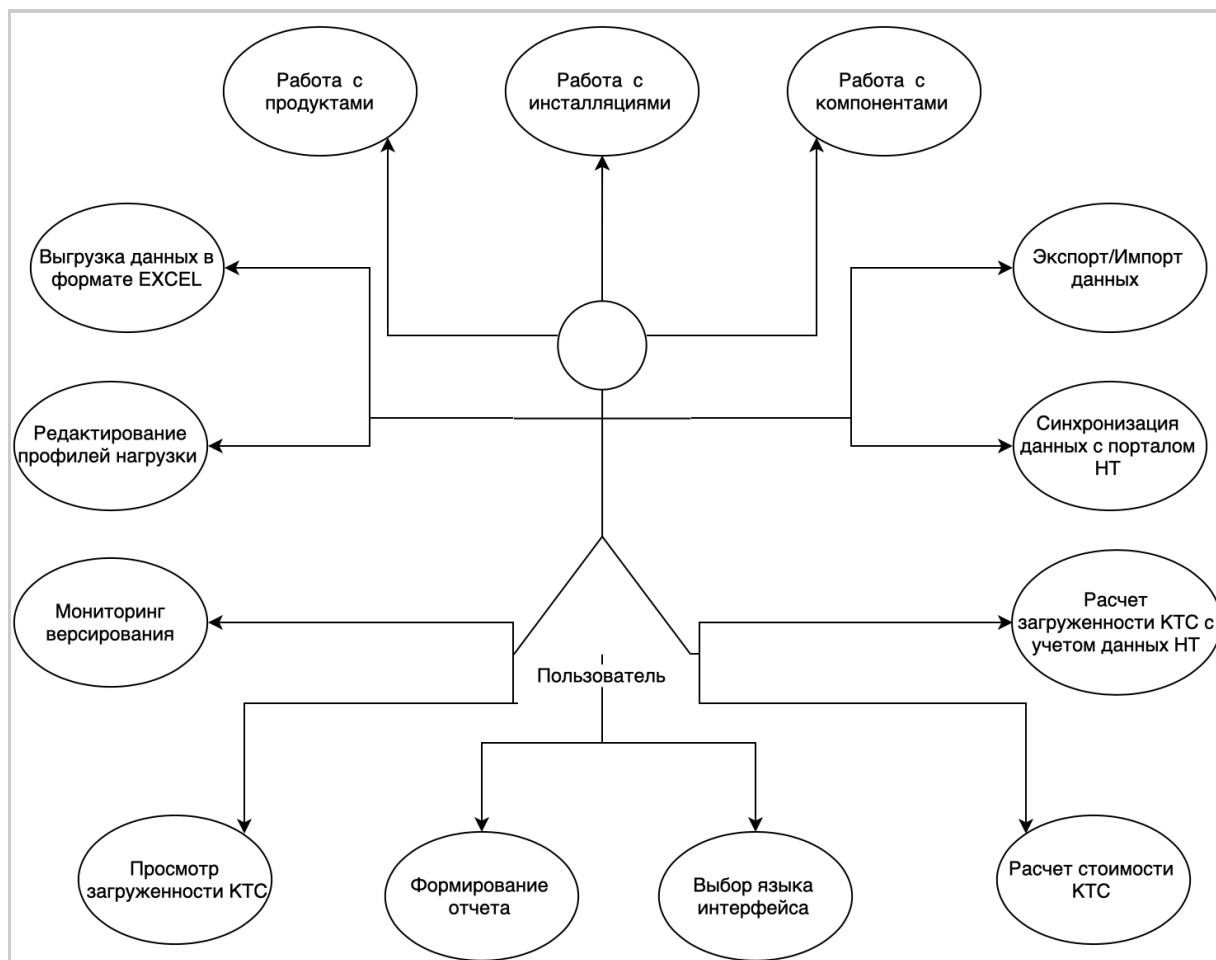 Работа с
продуктами
Работа с
инсталляциями
Работа с
компонентами
Выгрузка данных в
формате EXCEL
Экспорт/Импорт
данных
Редактирование
профилей нагрузки
Синхронизация
данных с порталом
НТ
Мониторинг
версирования
Расчет
загруженности КТС с
учетом данных НТ
Пользователь
Просмотр
загруженности КТС
Формирование
отчета
Выбор языка
интерфейса
Расчет стоимости
КТС